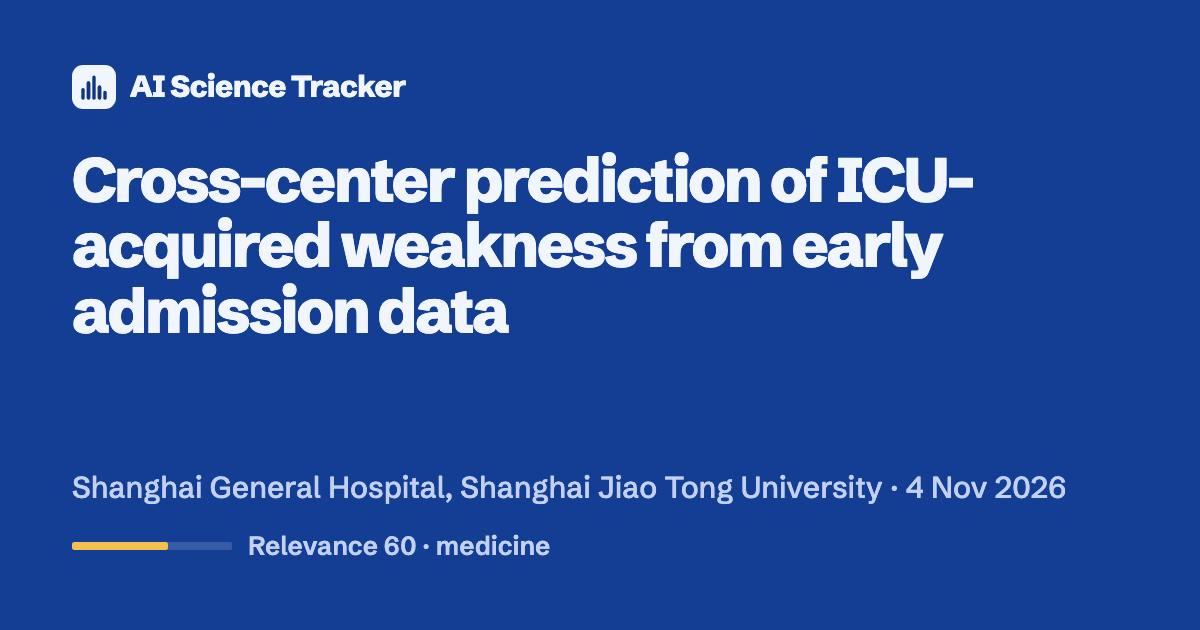 AI Science Tracker
Cross-center prediction of ICU-
acquired weakness from early
admission data
Shanghai General Hospital, Shanghai Jiao Tong University · 4 Nov 2026
Relevance 60 · medicine